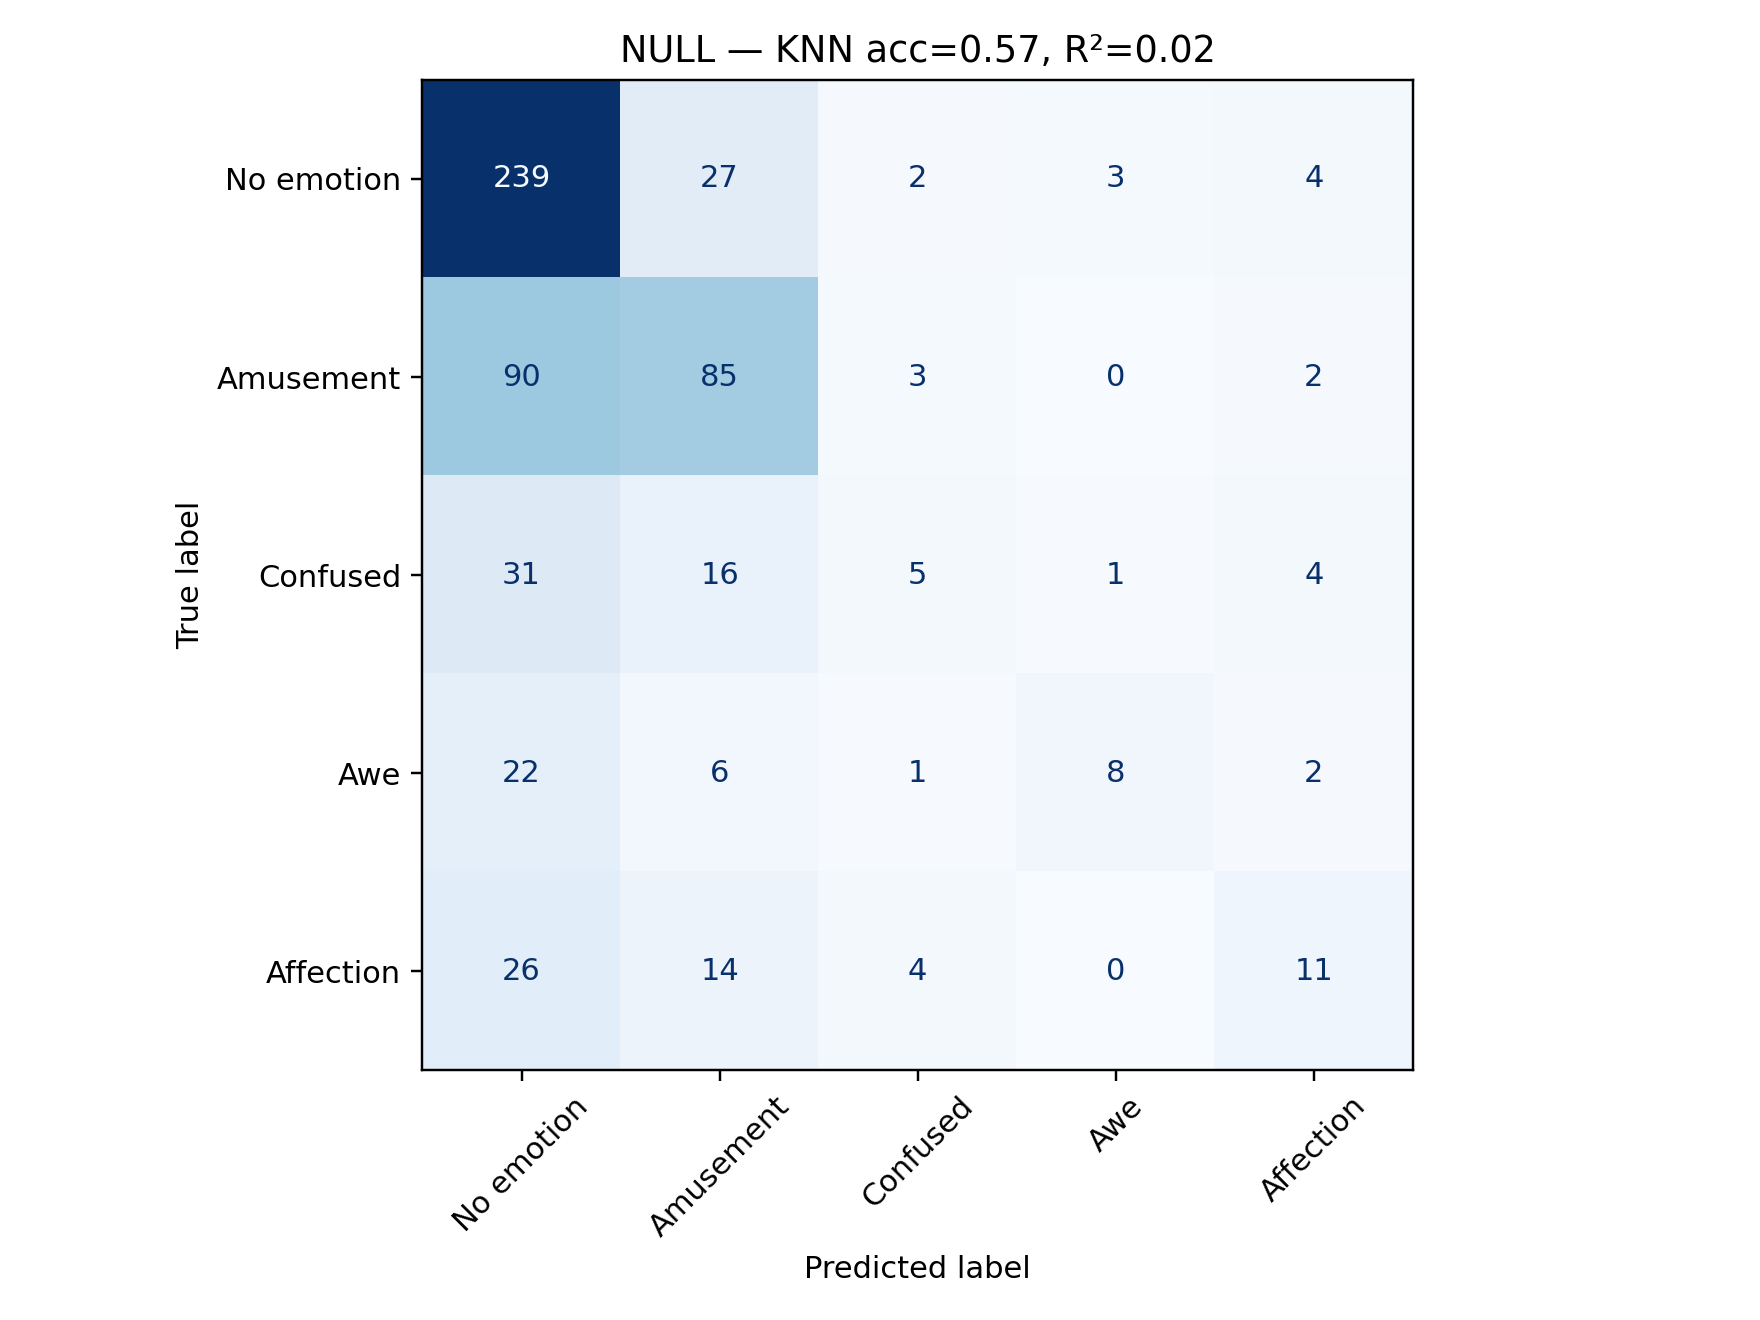 NULL — KNN acc=0.57, R²=0.02
True label
No emotion 239 27 2 3 4
Amusement 90 85 3 0 2
Confused 31 16 5 1 4
Awe 22 6 1 8 2
Affection 26 14 4 0 11
No emotion Amusement Confused Awe Affection
Predicted label